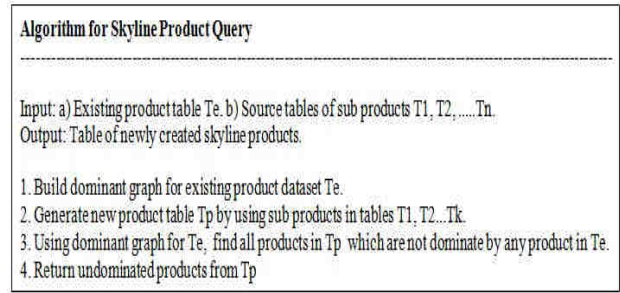 Algorithm for Skyline Product Query
Input: a) Existing product table Te. b) Source tables of sub products T1, T2, .....Tn.
Output: Table of newly created skyline products.
1. Build dominant graph for existing product dataset Te.
2. Generate new product table Tp by using sub products in tables T1, T2...Tk.
3. Using dominant graph for Te, find all products in Tp which are not dominate by any product in Te.
4. Return undominated products from Tp